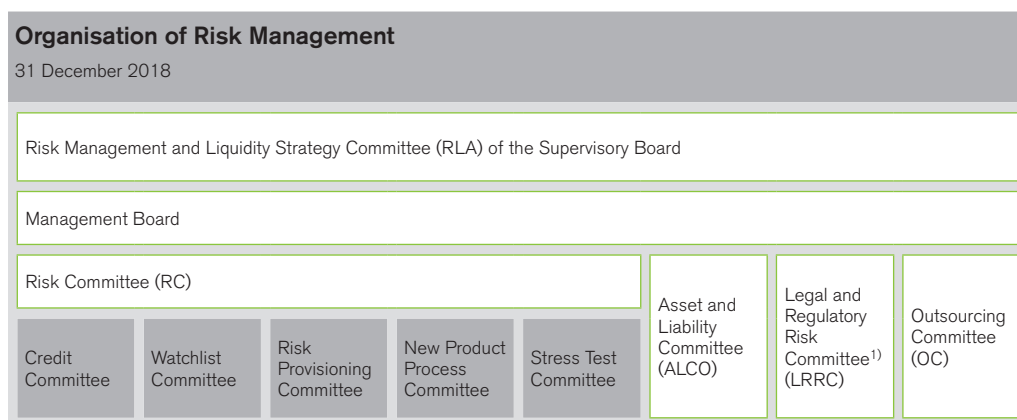 Organisation of Risk Management
31 December 2018
Risk Management and Liquidity Strategy Committee (RLA) of the Supervisory Board
Management Board
Risk Committee (RC)
Credit
Committee
Watchlist
Committee
Risk
Provisioning
Committee
New Product
Process
Committee
Stress Test
Committee
Asset and
Liability
Committee
(ALCO)
Legal and
Regulatory
Risk
Committee¹⁾
(LRRC)
Outsourcing
Committee
(OC)